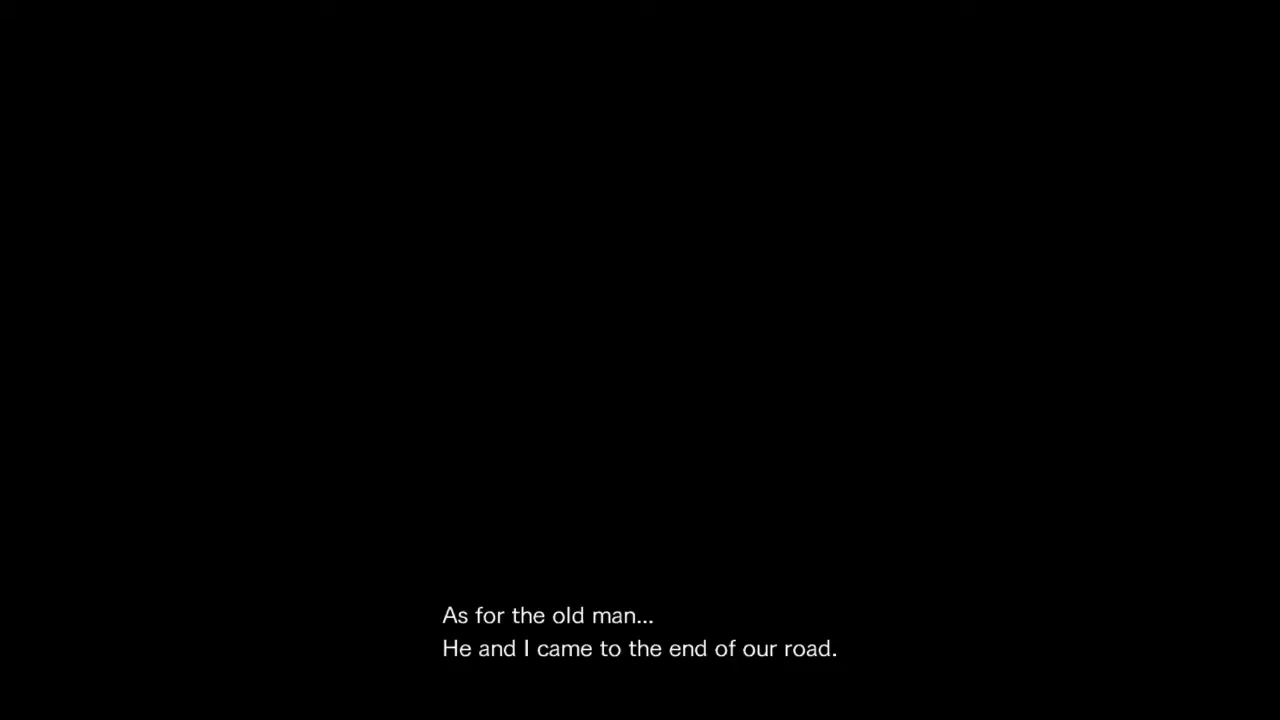 As for the old man...
He and I came to the end of our road.